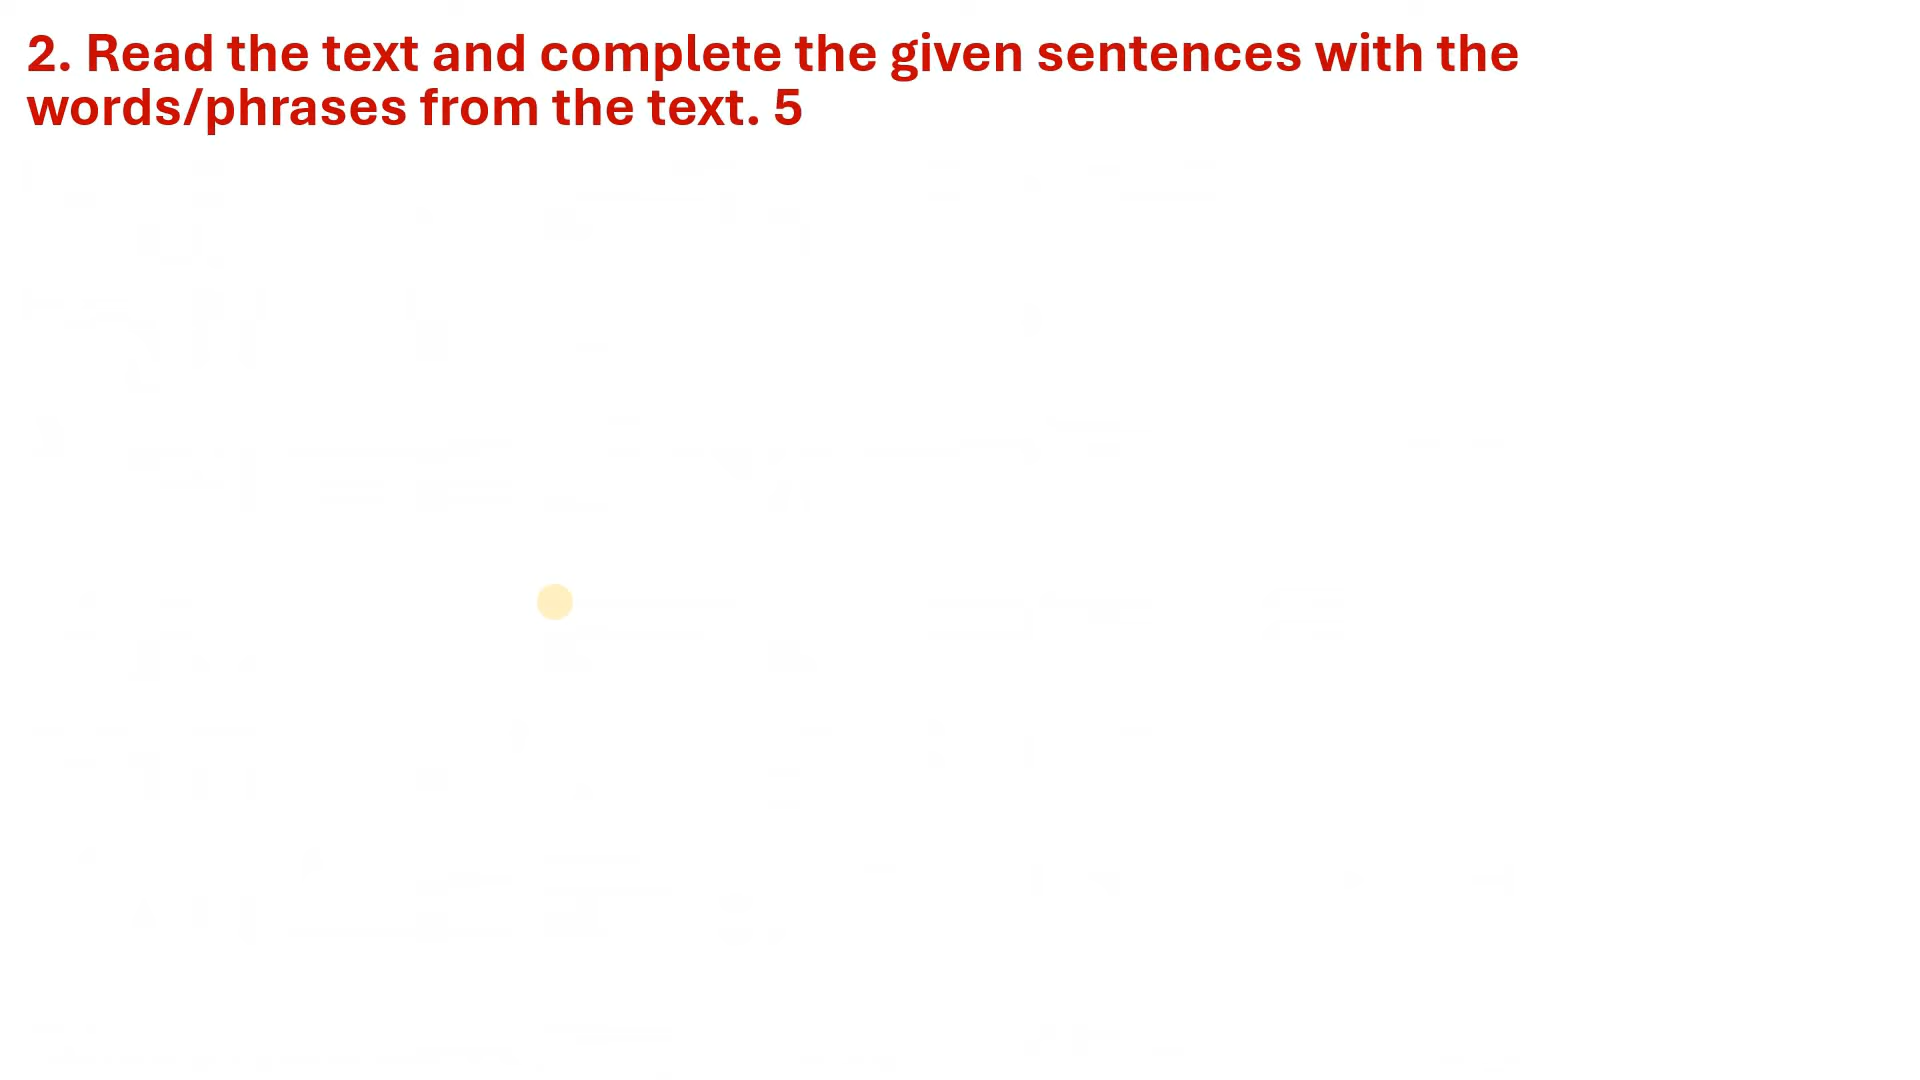 2. Read the text and complete the given sentences with the
words/phrases from the text. 5